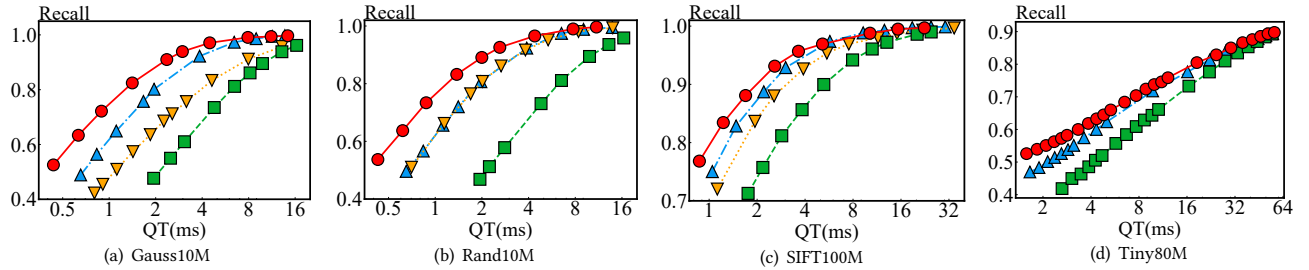 Recall
1.0
0.8
0.6
0.4
0.5 1 2 4 8 16
QT(ms)
(a) Gauss10M
Recall
1.0
0.8
0.6
0.4
0.5 1 2 4 8 16
QT(ms)
(b) Rand10M
Recall
1.0
0.9
0.8
0.7
1 2 4 8 16 32
QT(ms)
(c) SIFT100M
Recall
0.9
0.8
0.7
0.6
0.5
0.4
2 4 8 16 32 64
QT(ms)
(d) Tiny80M